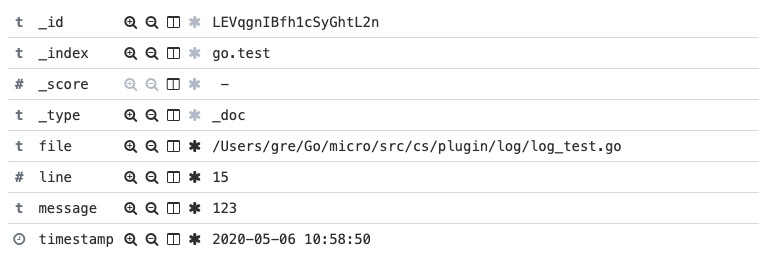 t _id LEVqgnIBfh1cSyGhtL2n
t _index go.test
# _score -
t _type _doc
t file /Users/gre/Go/micro/src/cs/plugin/log/log_test.go
# line 15
t message 123
timestamp 2020-05-06 10:58:50